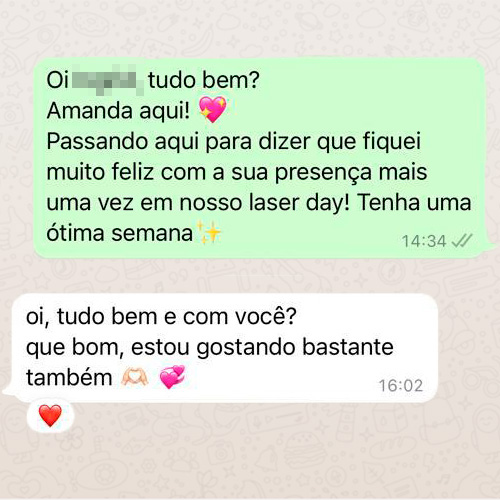 Oi , tudo bem?
Amanda aqui! 💖
Passando aqui para dizer que fiquei
muito feliz com a sua presença mais
uma vez em nosso laser day! Tenha uma
ótima semana✨
14:34
oi, tudo bem e com você?
que bom, estou gostando bastante
também 🫶🏻 💞
16:02